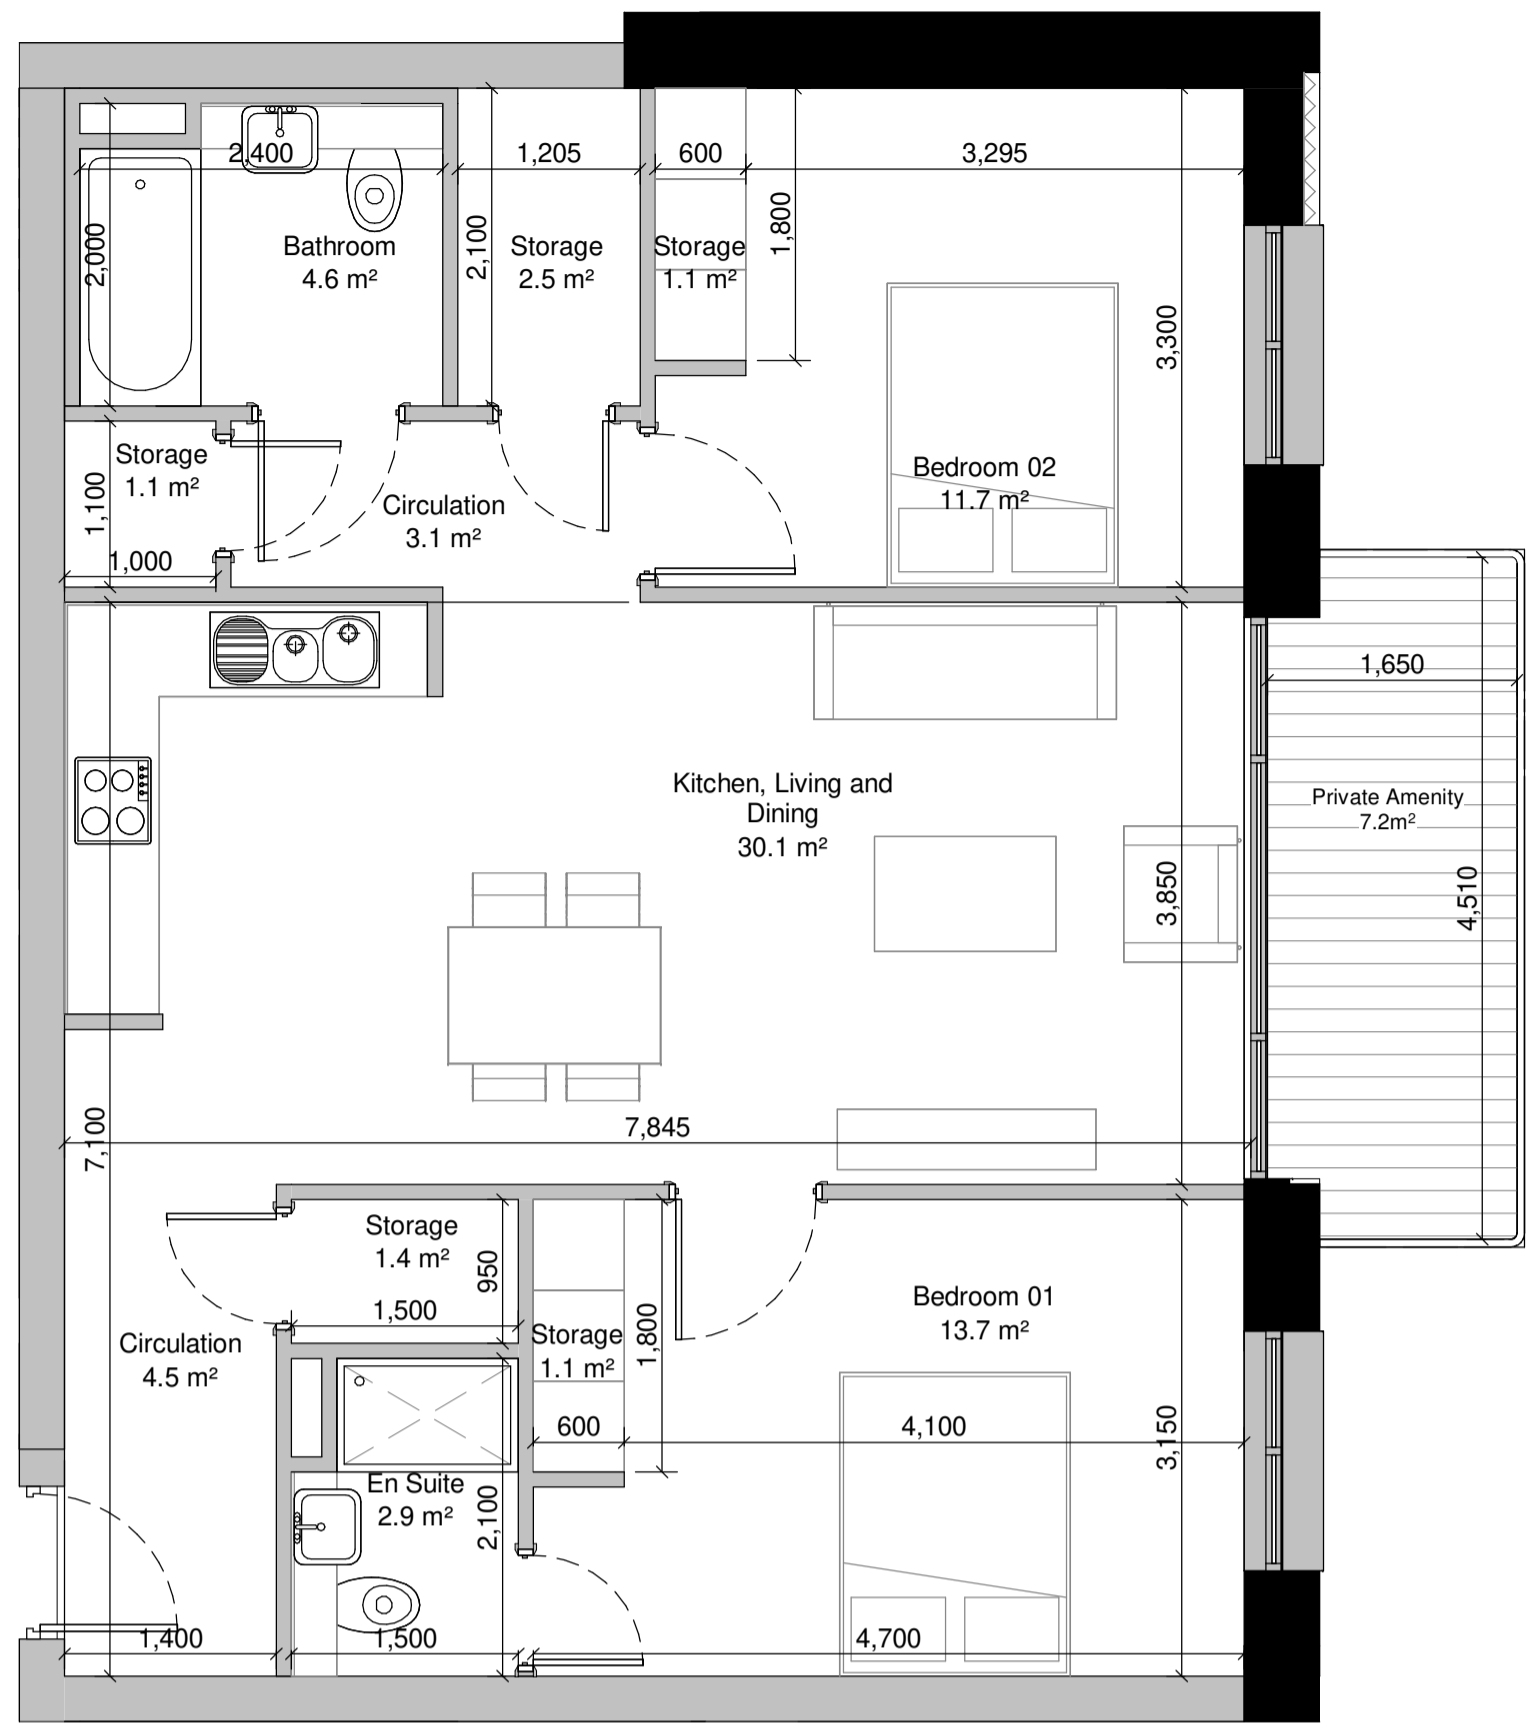 2,400
1,205
600
3,295
2,000
2,100
1,800
Bathroom
4.6 m²
Storage
2.5 m²
Storage
1.1 m²
3,300
Storage
1.1 m²
1,100
1,000
Circulation
3.1 m²
Bedroom 02
11.7 m²
1,650
Kitchen, Living and
Dining
30.1 m²
Private Amenity
7.2m²
3,850
4,510
7,100
7,845
Storage
1.4 m²
950
1,500
Circulation
4.5 m²
Storage
1.1 m²
1,800
Bedroom 01
13.7 m²
600
4,100
3,150
En Suite
2.9 m²
2,100
1,400
1,500
4,700